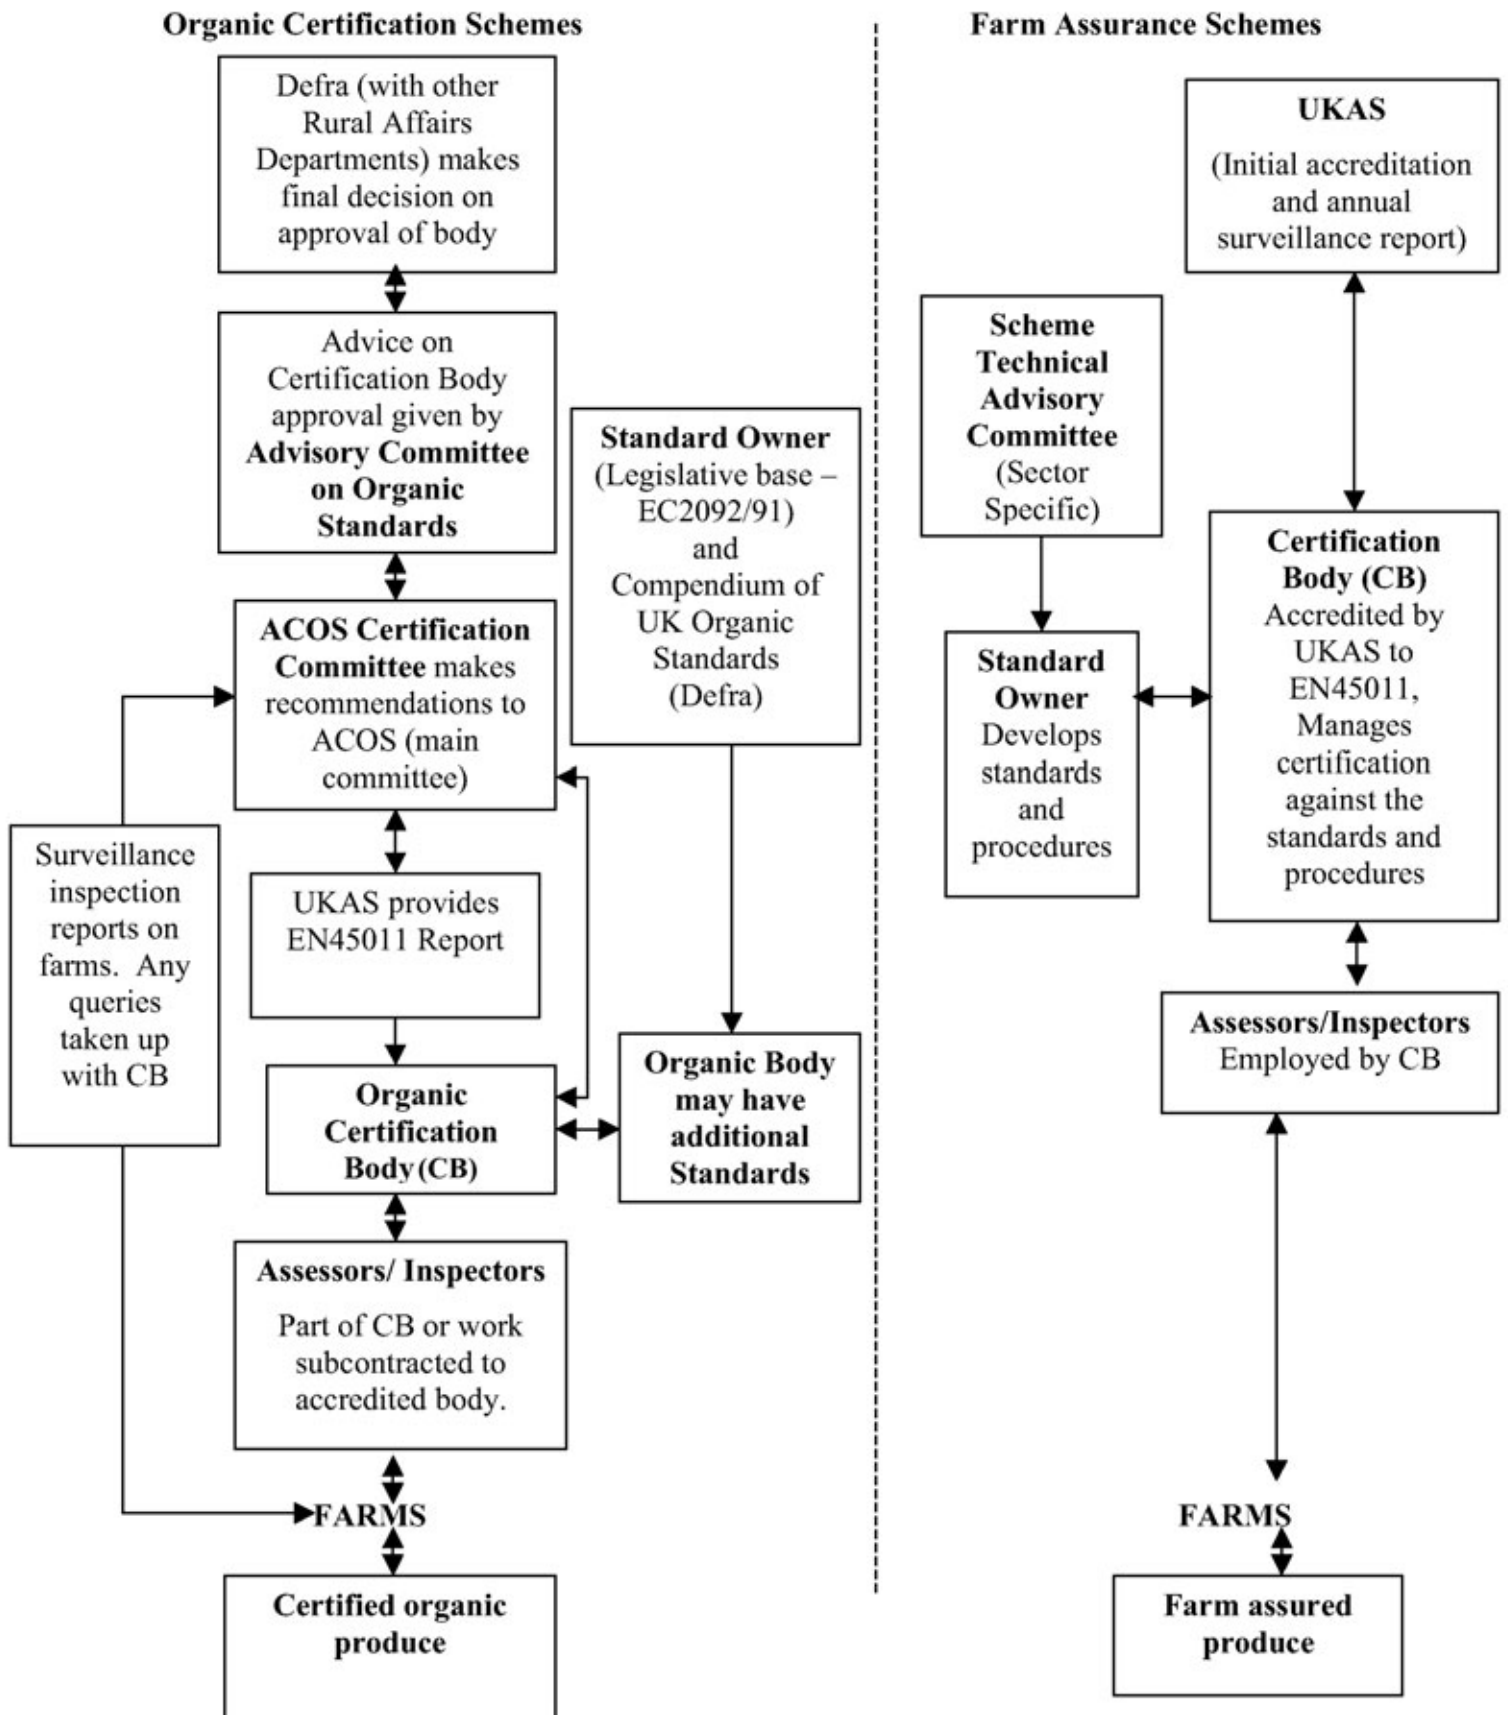 Organic Certification Schemes
Defra (with other
Rural Affairs
Departments) makes
final decision on
approval of body
Advice on
Certification Body
approval given by
Advisory Committee
on Organic
Standards
Standard Owner
(Legislative base –
EC2092/91)
and
Compendium of
UK Organic
Standards
(Defra)
ACOS Certification
Committee makes
recommendations to
ACOS (main
committee)
Surveillance
inspection
reports on
farms. Any
queries
taken up
with CB
UKAS provides
EN45011 Report
Organic
Certification
Body (CB)
Organic Body
may have
additional
Standards
Assessors/ Inspectors
Part of CB or work
subcontracted to
accredited body.
FARMS
Certified organic
produce
Farm Assurance Schemes
UKAS
(Initial accreditation
and annual
surveillance report)
Scheme
Technical
Advisory
Committee
(Sector
Specific)
Standard
Owner
Develops
standards
and
procedures
Certification
Body (CB)
Accredited by
UKAS to
EN45011,
Manages
certification
against the
standards and
procedures
Assessors/Inspectors
Employed by CB
FARMS
Farm assured
produce